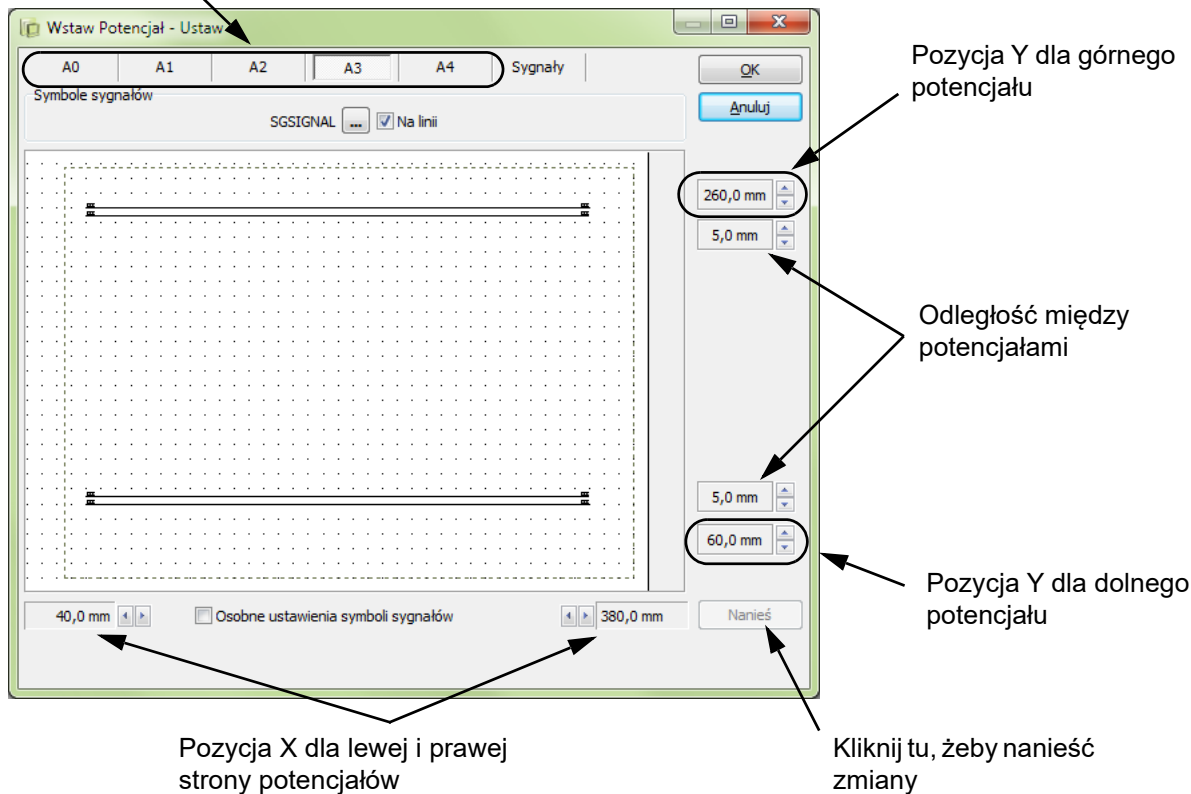 Wstaw Potencjał - Ustaw
A0 A1 A2 A3 A4 Sygnały
OK
Symbole sygnałów
Anuluj
SGSIGNAL ... Na linii
Pozycja Y dla górnego
potencjału
260,0 mm
5,0 mm
Odległość między
potencjałami
5,0 mm
60,0 mm
Pozycja Y dla dolnego
potencjału
40,0 mm Osobne ustawienia symboli sygnałów 380,0 mm Nanieś
Pozycja X dla lewej i prawej
strony potencjałów
Kliknij tu, żeby nanieść
zmiany